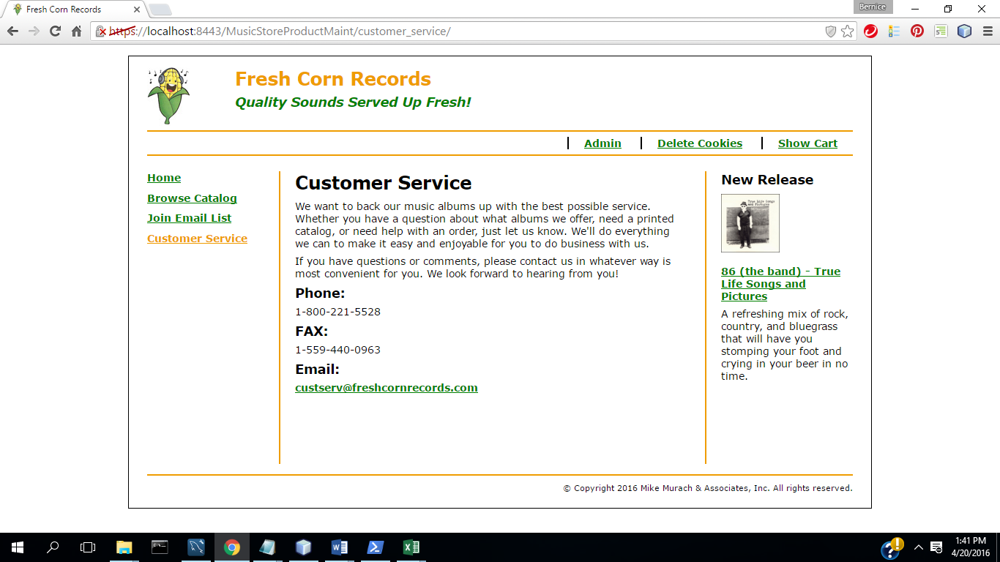 Fresh Corn Records
Bernice
https://localhost:8443/MusicStoreProductMaint/customer_service/
Fresh Corn Records
Quality Sounds Served Up Fresh!
Admin
Delete Cookies
Show Cart
Home
Browse Catalog
Join Email List
Customer Service
Customer Service
We want to back our music albums up with the best possible service.
Whether you have a question about what albums we offer, need a printed
catalog, or need help with an order, just let us know. We'll do everything
we can to make it easy and enjoyable for you to do business with us.
If you have questions or comments, please contact us in whatever way is
most convenient for you. We look forward to hearing from you!
Phone:
1-800-221-5528
FAX:
1-559-440-0963
Email:
custserv@freshcornrecords.com
New Release
True Life Songs
and Pictures
86 (the band) - True
Life Songs and
Pictures
A refreshing mix of rock,
country, and bluegrass
that will have you
stomping your foot and
crying in your beer in no
time.
© Copyright 2016 Mike Murach & Associates, Inc. All rights reserved.
1:41 PM
4/20/2016